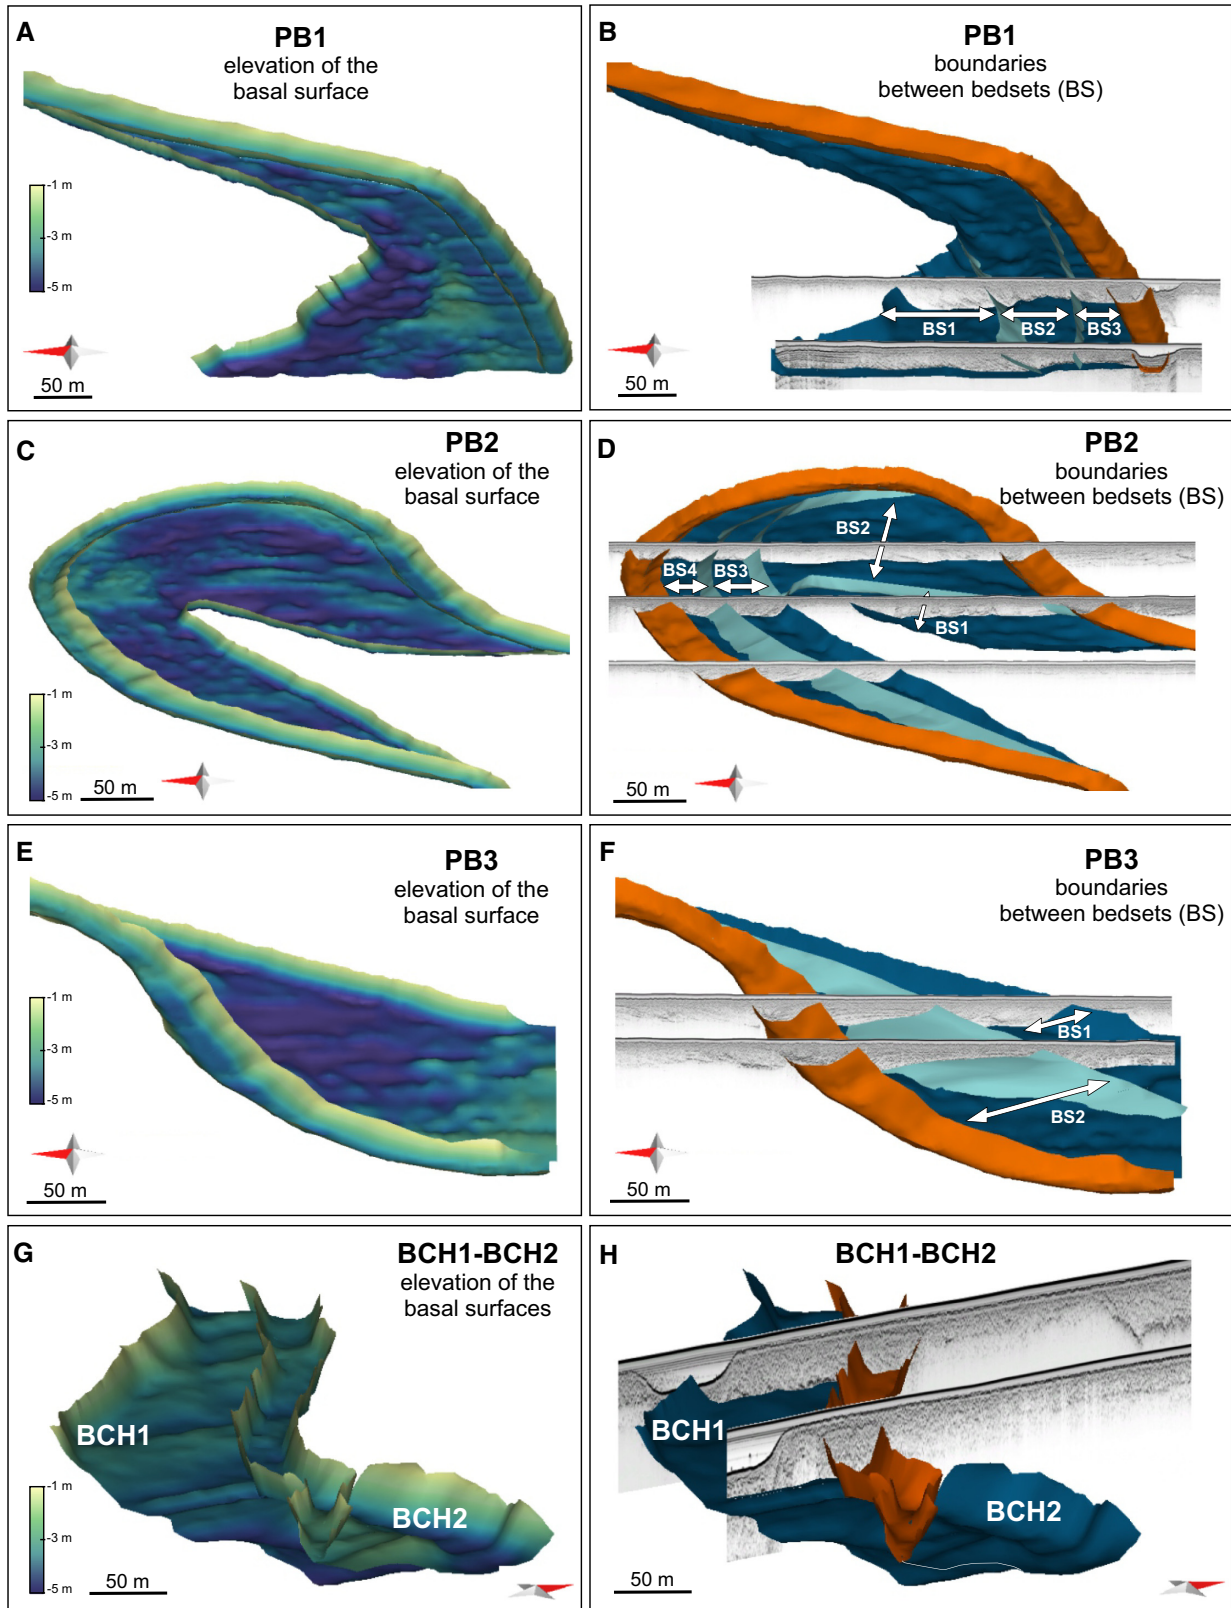 A
PB1
elevation of the
basal surface
-1 m
-3 m
-5 m
50 m
B
PB1
boundaries
between bedsets (BS)
BS1
BS2
BS3
50 m
C
PB2
elevation of the
basal surface
-1 m
-3 m
-5 m
50 m
D
PB2
boundaries
between bedsets (BS)
BS2
BS4
BS3
BS1
50 m
E
PB3
elevation of the
basal surface
-1 m
-3 m
-5 m
50 m
F
PB3
boundaries
between bedsets (BS)
BS1
BS2
50 m
G
BCH1-BCH2
elevation of the
basal surfaces
BCH1
BCH2
-1 m
-3 m
-5 m
50 m
H
BCH1-BCH2
BCH1
BCH2
50 m